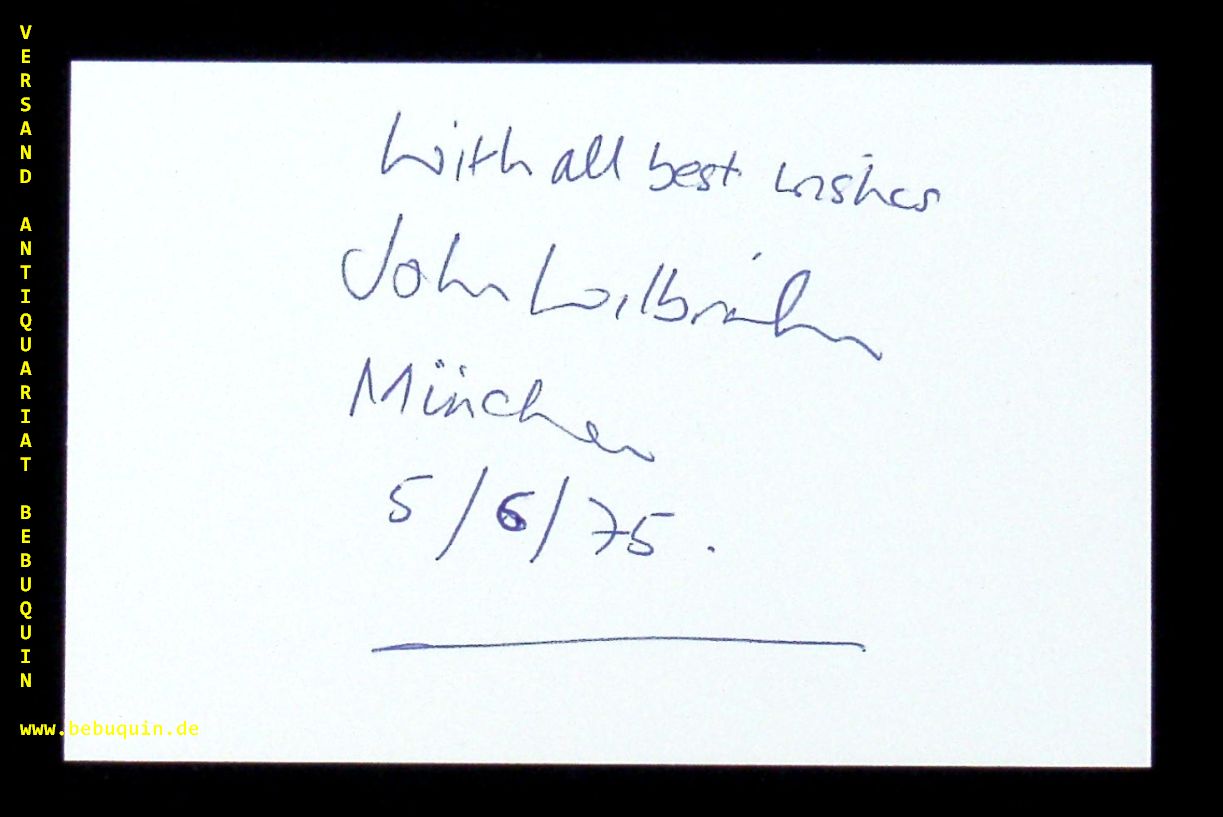 VERSAND ANTIQUARIAT BEBUQUIN
With all best wishes
John Wilbraham
München
5/6/75.
www.bebuquin.de